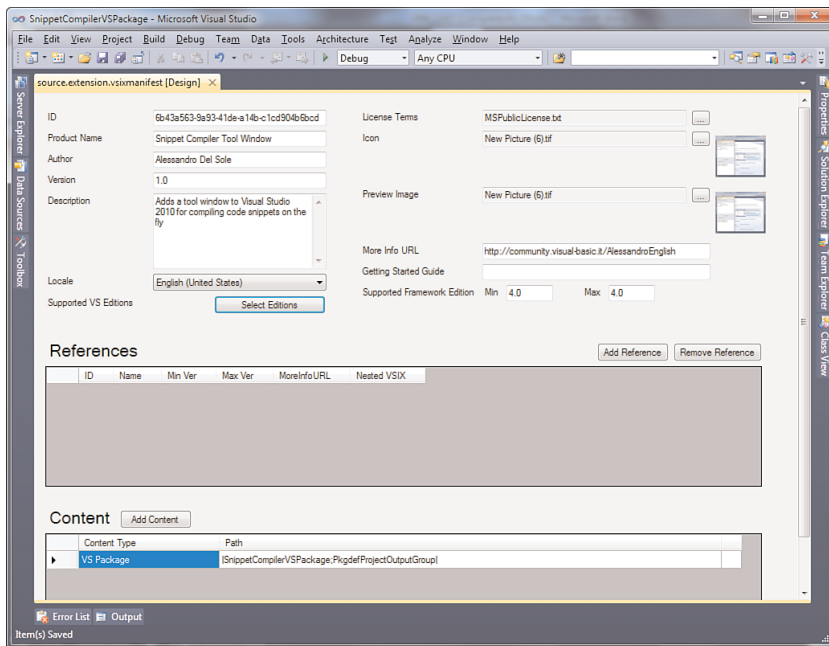 SnippetCompilerVSPackage - Microsoft Visual Studio
File Edit View Project Build Debug Team Data Tools Architecture Test Analyze Window Help
Debug Any CPU
source.extension.vsixmanifest [Design]
Server Explorer
Data Sources
Toolbox
Properties
Solution Explorer
Team Explorer
Class View
ID 6b43a563-9a93-41de-a14b-c1cd904b6bcd
Product Name Snippet Compiler Tool Window
Author Alessandro Del Sole
Version 1.0
Description Adds a tool window to Visual Studio
2010 for compiling code snippets on the
fly
Locale English (United States)
Supported VS Editions Select Editions
License Terms MSPublicLicense.txt ...
Icon New Picture (6).tif ...
Preview Image New Picture (6).tif ...
More Info URL http://community.visual-basic.it/AlessandroEnglish
Getting Started Guide
Supported Framework Edition Min 4.0 Max 4.0
References Add Reference Remove Reference
ID Name Min Ver Max Ver MoreInfoURL Nested VSIX
Content Add Content
Content Type Path
VS Package |SnippetCompilerVSPackage;PkgdefProjectOutputGroup|
Error List Output
Item(s) Saved